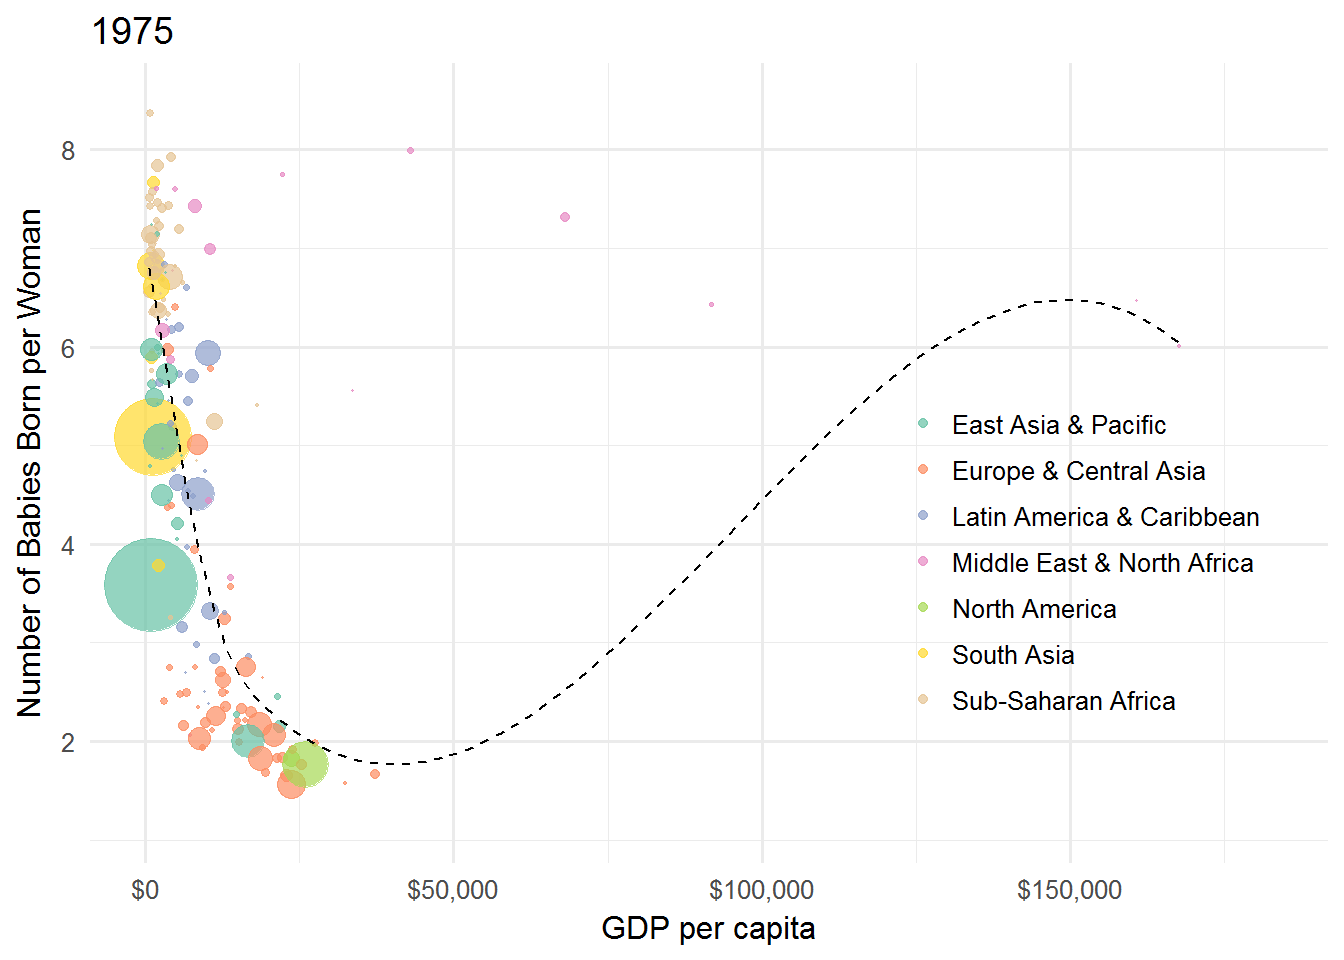 1975
Number of Babies Born per Woman
8
6
4
2
East Asia & Pacific
Europe & Central Asia
Latin America & Caribbean
Middle East & North Africa
North America
South Asia
Sub-Saharan Africa
$0 $50,000 $100,000 $150,000
GDP per capita